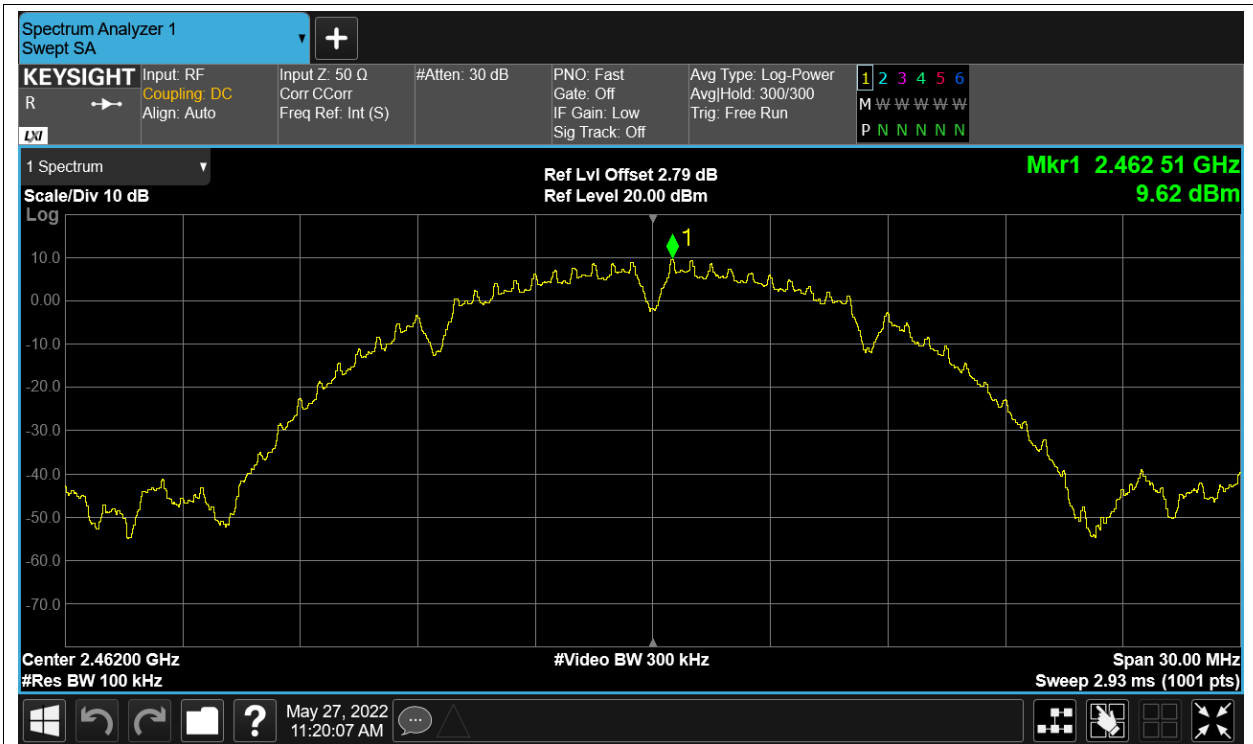 Spectrum Analyzer 1
Swept SA
KEYSIGHT
R
LXI
Input: RF
Coupling: DC
Align: Auto
Input Z: 50 Ω
Corr CCorr
Freq Ref: Int (S)
#Atten: 30 dB
PNO: Fast
Gate: Off
IF Gain: Low
Sig Track: Off
Avg Type: Log-Power
Avg|Hold: 300/300
Trig: Free Run
1 2 3 4 5 6
M W W W W W
P N N N N N
1 Spectrum
Scale/Div 10 dB
Log
Ref Lvl Offset 2.79 dB
Ref Level 20.00 dBm
Mkr1 2.462 51 GHz
9.62 dBm
1
10.0
0.00
-10.0
-20.0
-30.0
-40.0
-50.0
-60.0
-70.0
Center 2.46200 GHz
#Res BW 100 kHz
#Video BW 300 kHz
Span 30.00 MHz
Sweep 2.93 ms (1001 pts)
?
May 27, 2022
11:20:07 AM